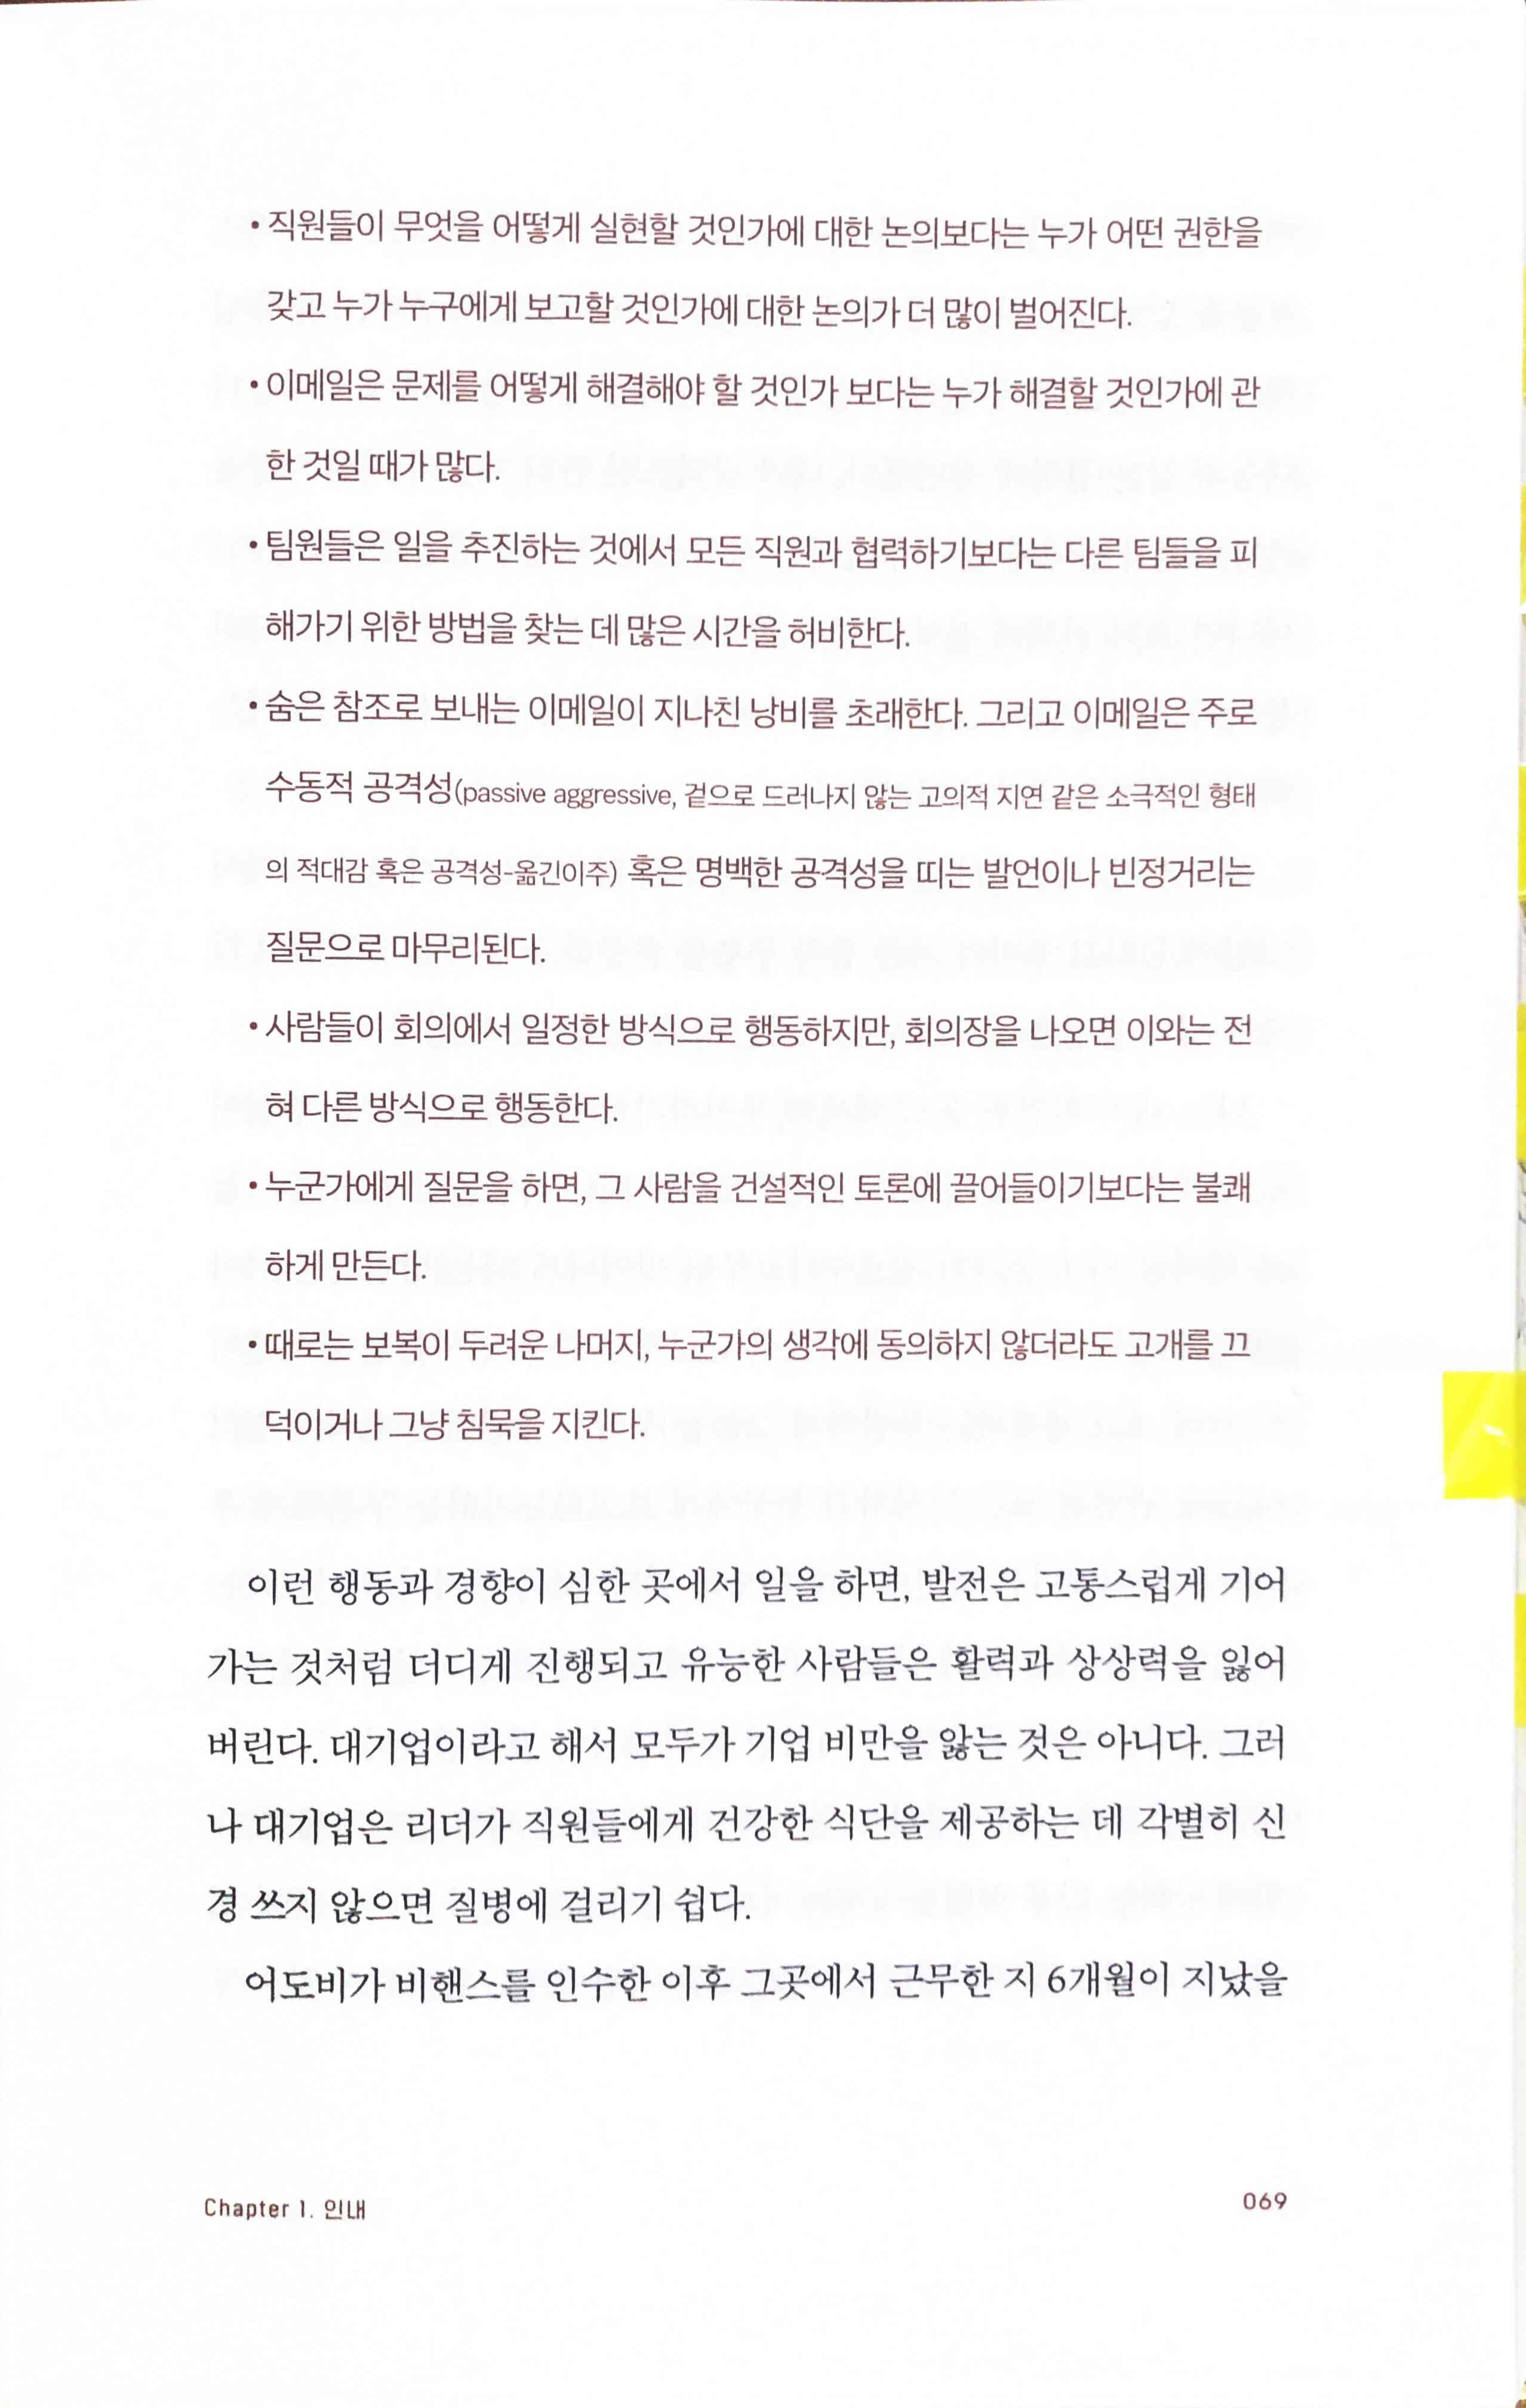 • 직원들이 무엇을 어떻게 실현할 것인가에 대한 논의보다는 누가 어떤 권한을
갖고 누가 누구에게 보고할 것인가에 대한 논의가 더 많이 벌어진다.
• 이메일은 문제를 어떻게 해결해야 할 것인가 보다는 누가 해결할 것인가에 관
한 것일 때가 많다.
• 팀원들은 일을 추진하는 것에서 모든 직원과 협력하기보다는 다른 팀들을 피
해가기 위한 방법을 찾는 데 많은 시간을 허비한다.
• 숨은 참조로 보내는 이메일이 지나친 낭비를 초래한다. 그리고 이메일은 주로
수동적 공격성(passive aggressive, 겉으로 드러나지 않는 고의적 지연 같은 소극적인 형태
의 적대감 혹은 공격성-옮긴이주) 혹은 명백한 공격성을 띠는 발언이나 빈정거리는
질문으로 마무리된다.
• 사람들이 회의에서 일정한 방식으로 행동하지만, 회의장을 나오면 이와는 전
혀 다른 방식으로 행동한다.
• 누군가에게 질문을 하면, 그 사람을 건설적인 토론에 끌어들이기보다는 불쾌
하게 만든다.
• 때로는 보복이 두려운 나머지, 누군가의 생각에 동의하지 않더라도 고개를 끄
덕이거나 그냥 침묵을 지킨다.
이런 행동과 경향이 심한 곳에서 일을 하면, 발전은 고통스럽게 기어
가는 것처럼 더디게 진행되고 유능한 사람들은 활력과 상상력을 잃어
버린다. 대기업이라고 해서 모두가 기업 비만을 앓는 것은 아니다. 그러
나 대기업은 리더가 직원들에게 건강한 식단을 제공하는 데 각별히 신
경 쓰지 않으면 질병에 걸리기 쉽다.
어도비가 비핸스를 인수한 이후 그곳에서 근무한 지 6개월이 지났을
Chapter 1. 인내
069